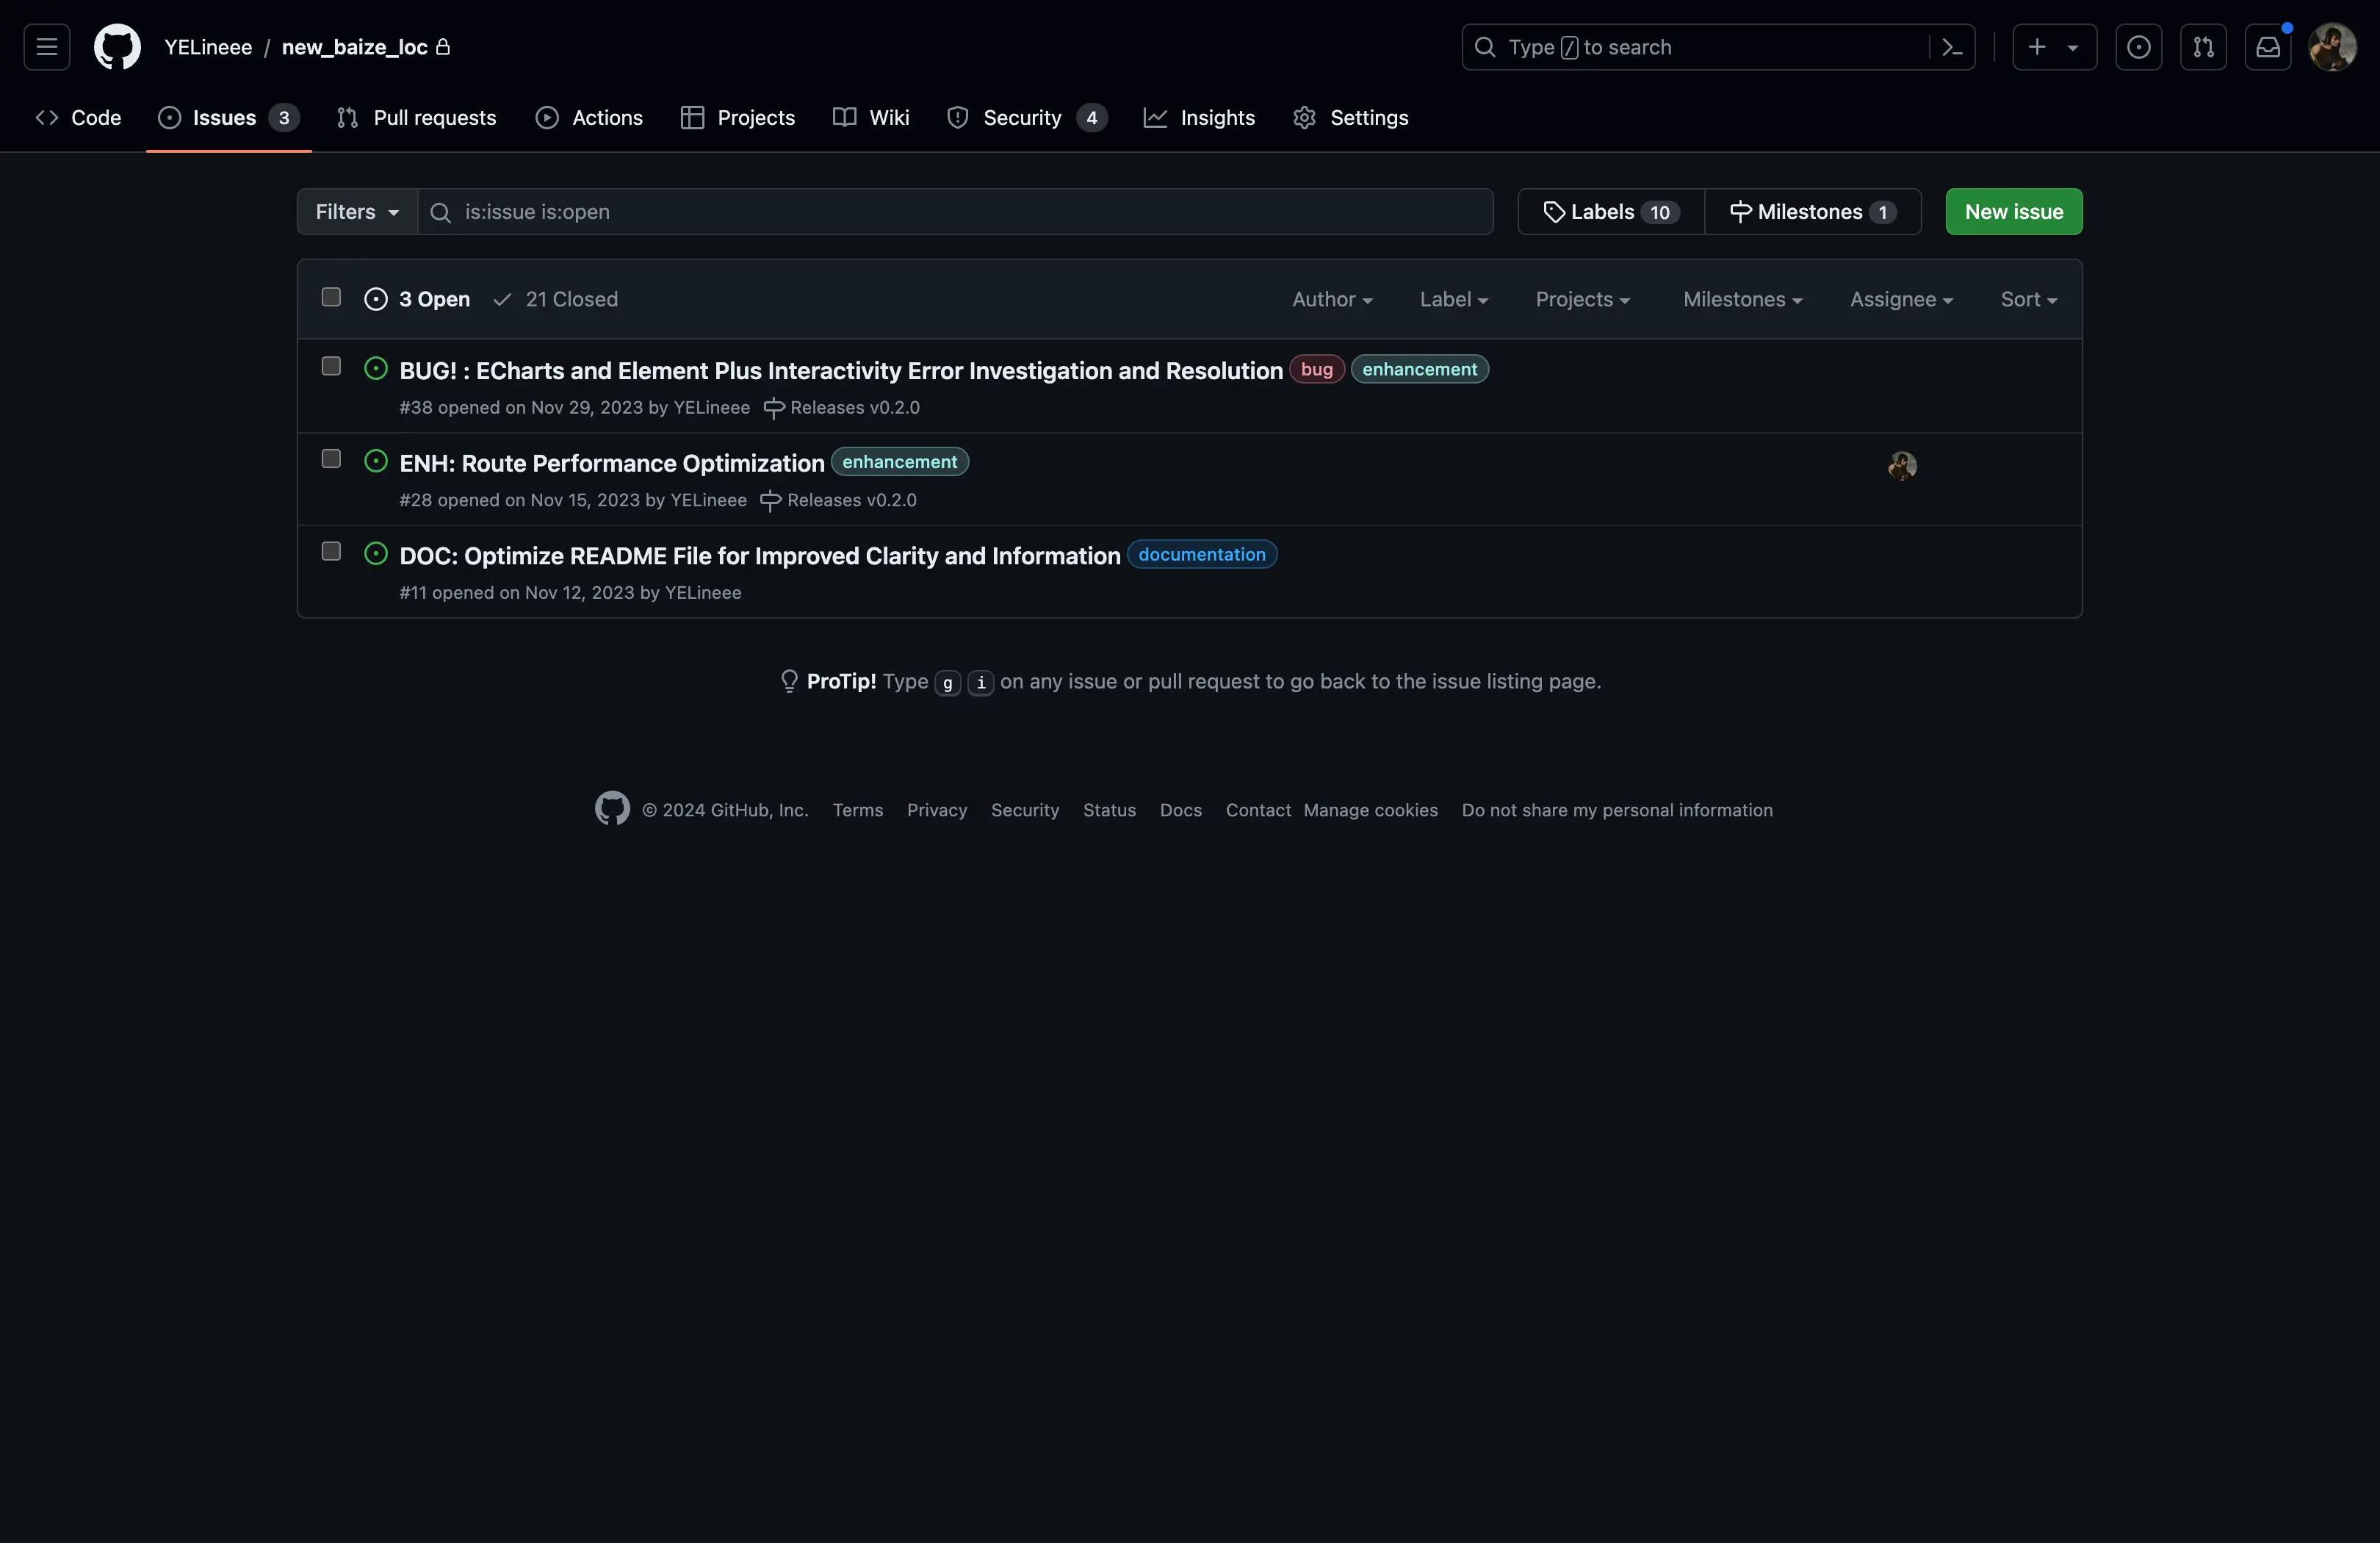 YELineee / new_baize_loc
Type / to search
Code
Issues 3
Pull requests
Actions
Projects
Wiki
Security 4
Insights
Settings
Filters
is:issue is:open
Labels 10
Milestones 1
New issue
3 Open
21 Closed
Author
Label
Projects
Milestones
Assignee
Sort
BUG! : ECharts and Element Plus Interactivity Error Investigation and Resolution bug enhancement
#38 opened on Nov 29, 2023 by YELineee Releases v0.2.0
ENH: Route Performance Optimization enhancement
#28 opened on Nov 15, 2023 by YELineee Releases v0.2.0
DOC: Optimize README File for Improved Clarity and Information documentation
#11 opened on Nov 12, 2023 by YELineee
ProTip! Type g i on any issue or pull request to go back to the issue listing page.
© 2024 GitHub, Inc. Terms Privacy Security Status Docs Contact Manage cookies Do not share my personal information